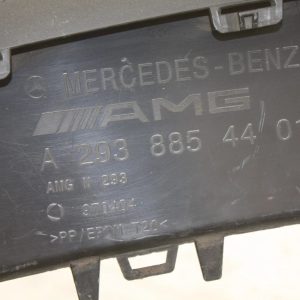 MERCEDES-BENZ
AMG
A 293 885 44 01
AMG W 293
>PP/EPDM-T20<